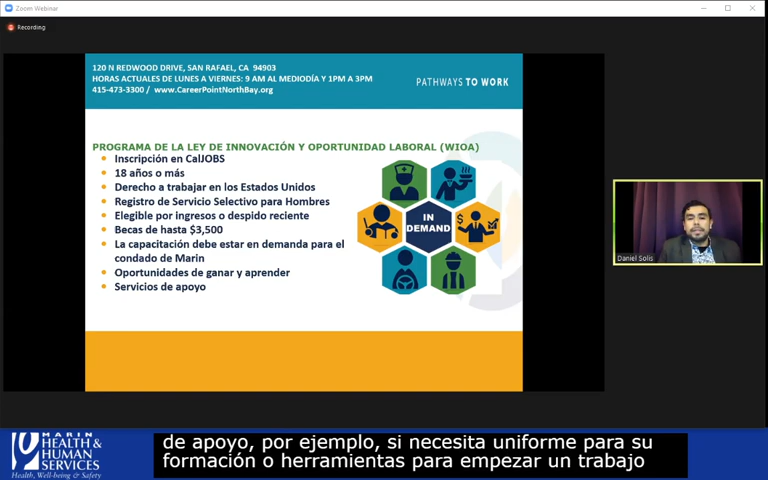 Zoom Webinar
Recording
120 N REDWOOD DRIVE, SAN RAFAEL, CA 94903
HORAS ACTUALES DE LUNES A VIERNES: 9 AM AL MEDIODÍA Y 1PM A 3PM
415-473-3300 / www.CareerPointNorthBay.org
PATHWAYS TO WORK
PROGRAMA DE LA LEY DE INNOVACIÓN Y OPORTUNIDAD LABORAL (WIOA)
Inscripción en CalJOBS
18 años o más
Derecho a trabajar en los Estados Unidos
Registro de Servicio Selectivo para Hombres
Elegible por ingresos o despido reciente
Becas de hasta $3,500
La capacitación debe estar en demanda para el
condado de Marin
Oportunidades de ganar y aprender
Servicios de apoyo
IN
DEMAND
Daniel Solis
MARIN
HEALTH &
HUMAN
SERVICES
Health, Well-being & Safety
de apoyo, por ejemplo, si necesita uniforme para su
formación o herramientas para empezar un trabajo